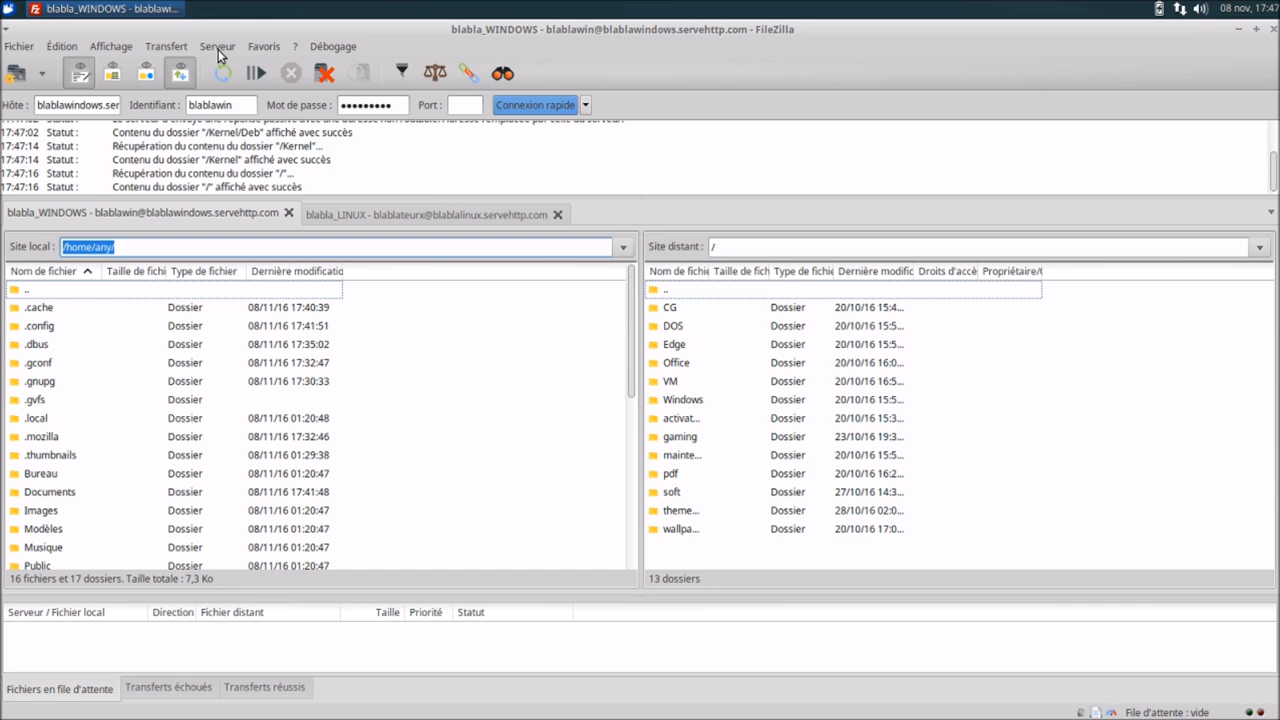 blabla_WINDOWS - blablawi...
08 nov, 17:47
blabla_WINDOWS - blablawin@blablawindows.servehttp.com - FileZilla
Fichier Édition Affichage Transfert Serveur Favoris ? Débogage
Hôte : blablawindows.ser Identifiant : blablawin Mot de passe : ●●●●●●●●● Port : Connexion rapide
17:47:02 Statut : Contenu du dossier "/Kernel/Deb" affiché avec succès
17:47:14 Statut : Récupération du contenu du dossier "/Kernel"...
17:47:14 Statut : Contenu du dossier "/Kernel" affiché avec succès
17:47:16 Statut : Récupération du contenu du dossier "/"...
17:47:16 Statut : Contenu du dossier "/" affiché avec succès
blabla_WINDOWS - blablawin@blablawindows.servehttp.com
blabla_LINUX - blablateurx@blablalinux.servehttp.com
Site local : /home/any/
Nom de fichier Taille de fichi Type de fichier Dernière modificatio
..
.cache Dossier 08/11/16 17:40:39
.config Dossier 08/11/16 17:41:51
.dbus Dossier 08/11/16 17:35:02
.gconf Dossier 08/11/16 17:32:47
.gnupg Dossier 08/11/16 17:30:33
.gvfs Dossier
.local Dossier 08/11/16 01:20:48
.mozilla Dossier 08/11/16 17:32:46
.thumbnails Dossier 08/11/16 01:29:38
Bureau Dossier 08/11/16 01:20:47
Documents Dossier 08/11/16 17:41:48
Images Dossier 08/11/16 01:20:47
Modèles Dossier 08/11/16 01:20:47
Musique Dossier 08/11/16 01:20:47
Public Dossier 08/11/16 01:20:47
16 fichiers et 17 dossiers. Taille totale : 7,3 Ko
Site distant : /
Nom de fichie Taille de fich Type de fichie Dernière modific Droits d'accè Propriétaire/
..
CG Dossier 20/10/16 15:4...
DOS Dossier 20/10/16 15:5...
Edge Dossier 20/10/16 15:5...
Office Dossier 20/10/16 16:0...
VM Dossier 20/10/16 16:5...
Windows Dossier 20/10/16 15:5...
activat... Dossier 20/10/16 15:3...
gaming Dossier 23/10/16 19:3...
mainte... Dossier 20/10/16 15:5...
pdf Dossier 20/10/16 16:2...
soft Dossier 27/10/16 14:3...
theme... Dossier 28/10/16 02:0...
wallpa... Dossier 20/10/16 17:0...
13 dossiers
Serveur / Fichier local Direction Fichier distant Taille Priorité Statut
Fichiers en file d'attente Transferts échoués Transferts réussis
File d'attente : vide